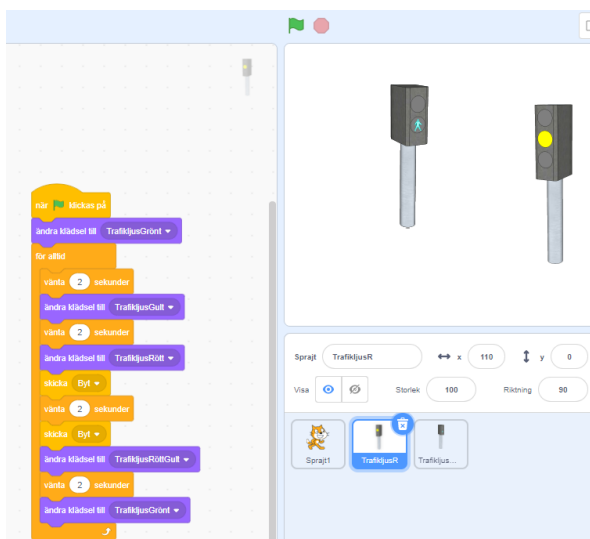 när klickas på
ändra klädsel till TrafikljusGrönt
för alltid
vänta 2 sekunder
ändra klädsel till TrafikljusGult
vänta 2 sekunder
ändra klädsel till TrafikljusRött
skicka Byt
vänta 2 sekunder
skicka Byt
ändra klädsel till TrafikljusRöttGult
vänta 2 sekunder
ändra klädsel till TrafikljusGrönt
Sprajt TrafikljusR x 110 y 0
Visa Storlek 100 Riktning 90
Sprajt1 TrafikljusR Trafikljus...